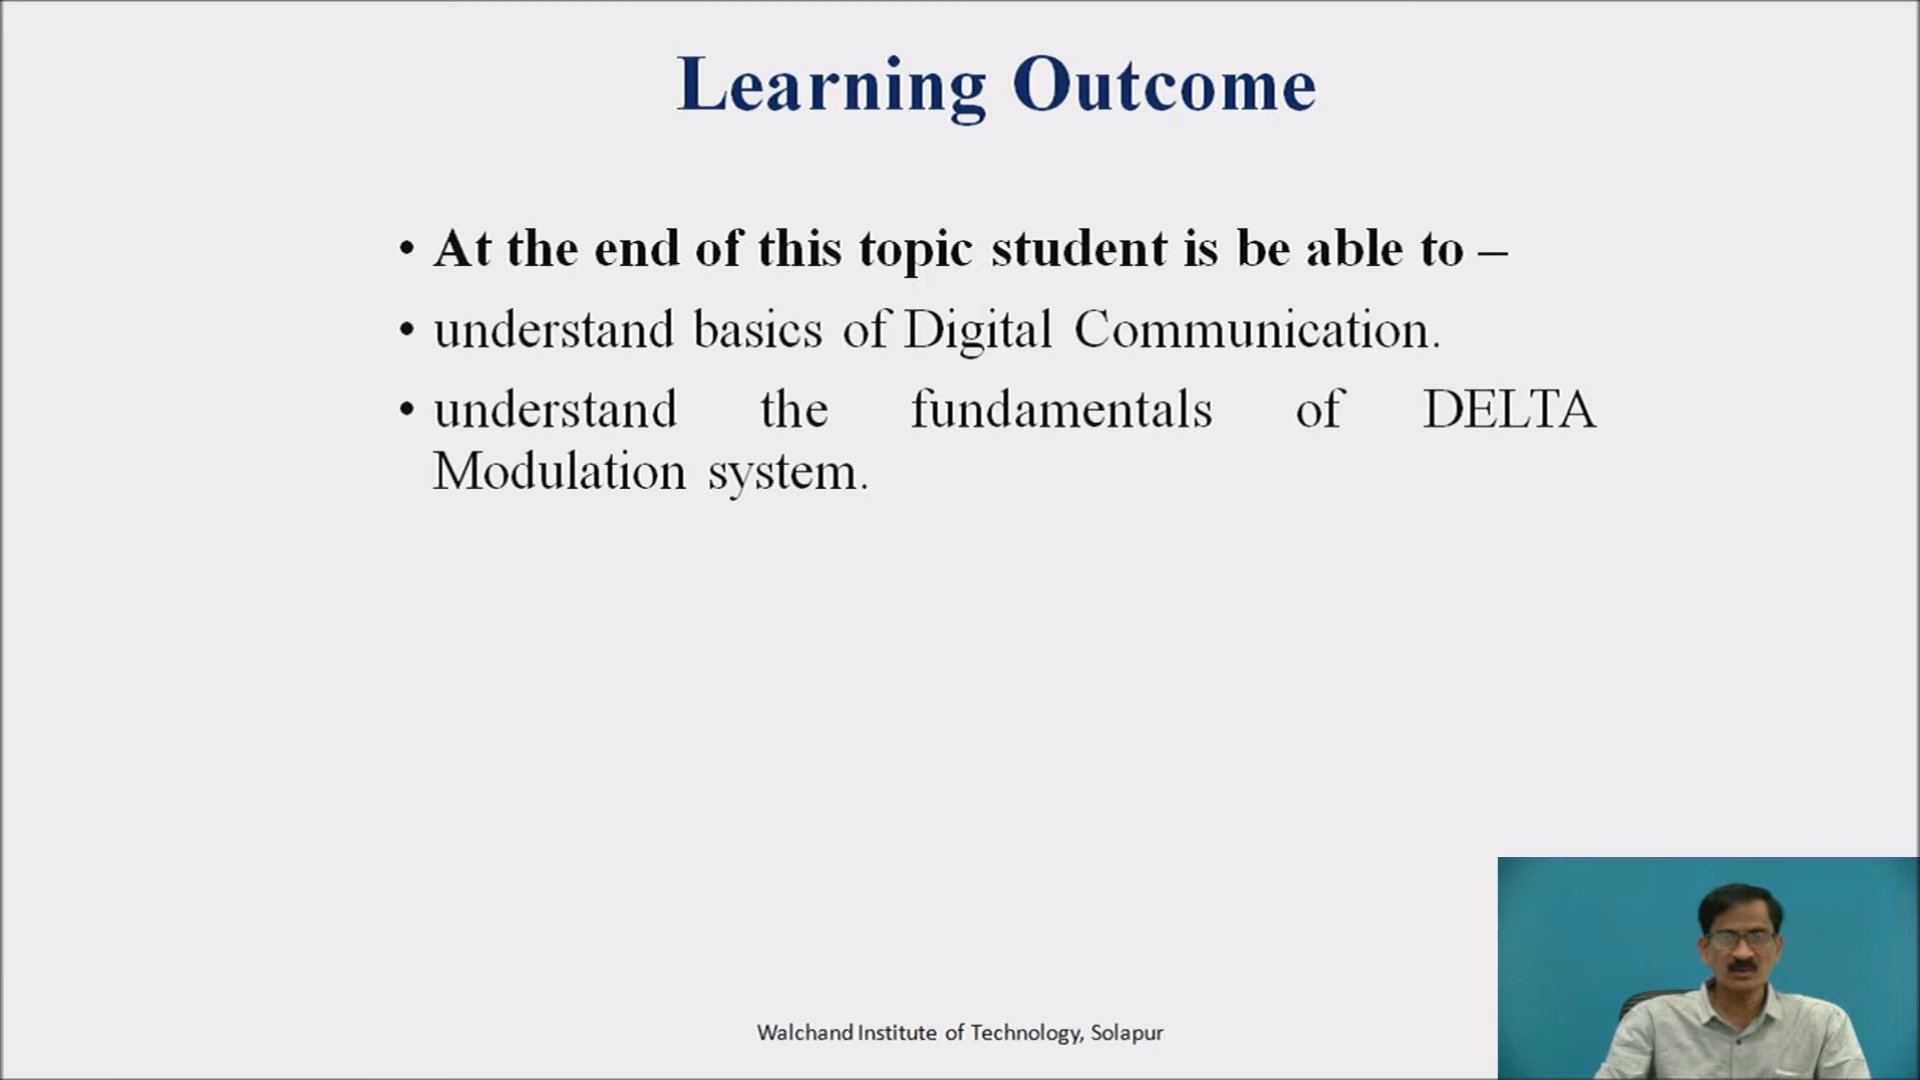 Learning Outcome
• At the end of this topic student is be able to –
• understand basics of Digital Communication.
• understand the fundamentals of DELTA
Modulation system.
Walchand Institute of Technology, Solapur